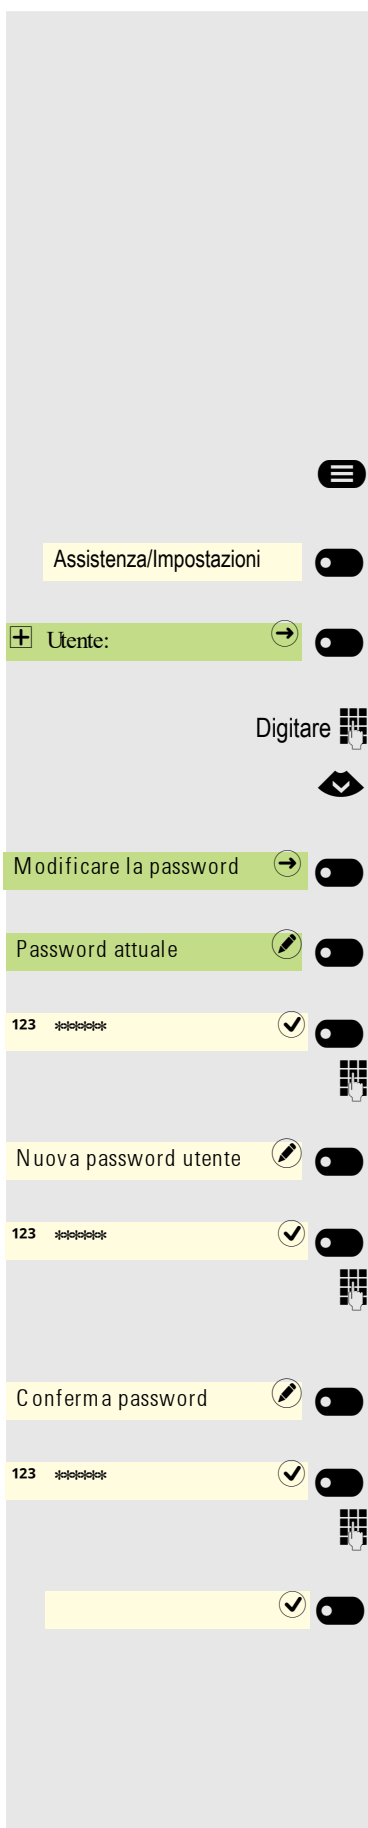 Assistenza/Impostazioni
Utente:
Digitare
Modificare la password
Password attuale
123 ******
Nuova password utente
123 ******
Conferma password
123 ******